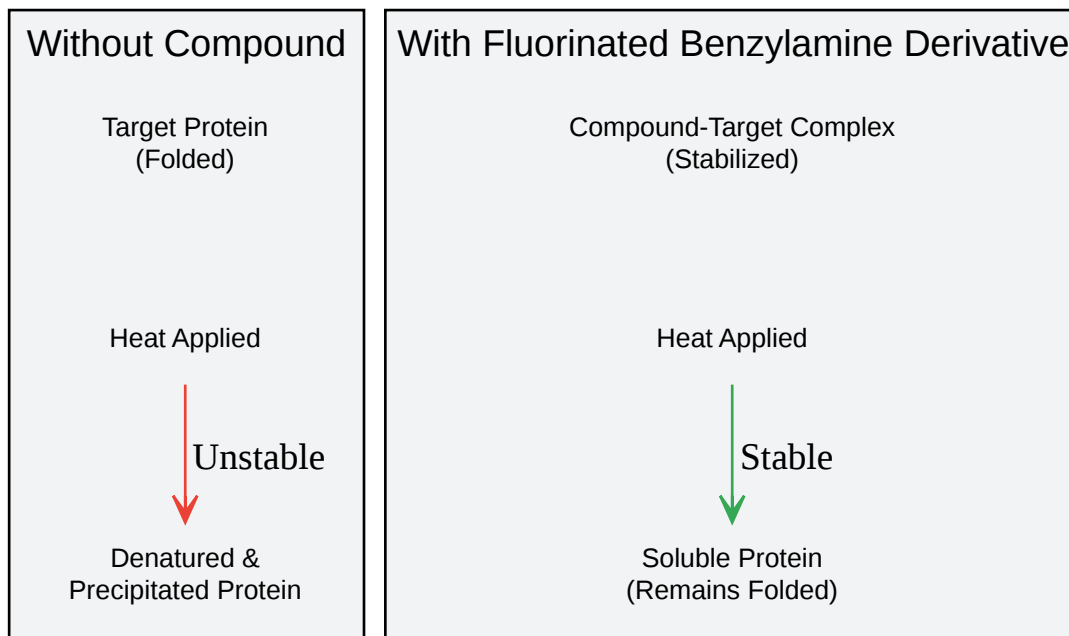 Without Compound
Target Protein
(Folded)
Heat Applied
Unstable
Denatured &
Precipitated Protein
With Fluorinated Benzylamine Derivative
Compound-Target Complex
(Stabilized)
Heat Applied
Stable
Soluble Protein
(Remains Folded)